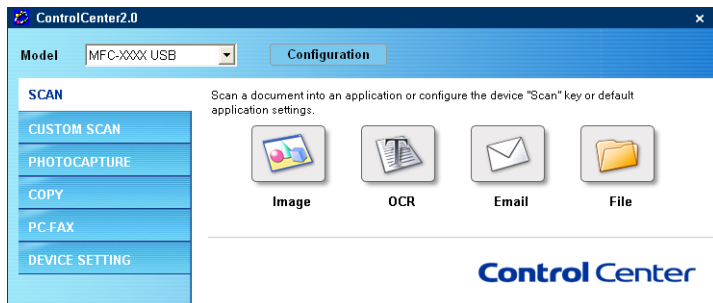 ControlCenter2.0
Model MFC-XXXX USB Configuration
SCAN
CUSTOM SCAN
PHOTOCAPTURE
COPY
PC-FAX
DEVICE SETTING
Scan a document into an application or configure the device "Scan" key or default
application settings.
Image OCR Email File
Control Center